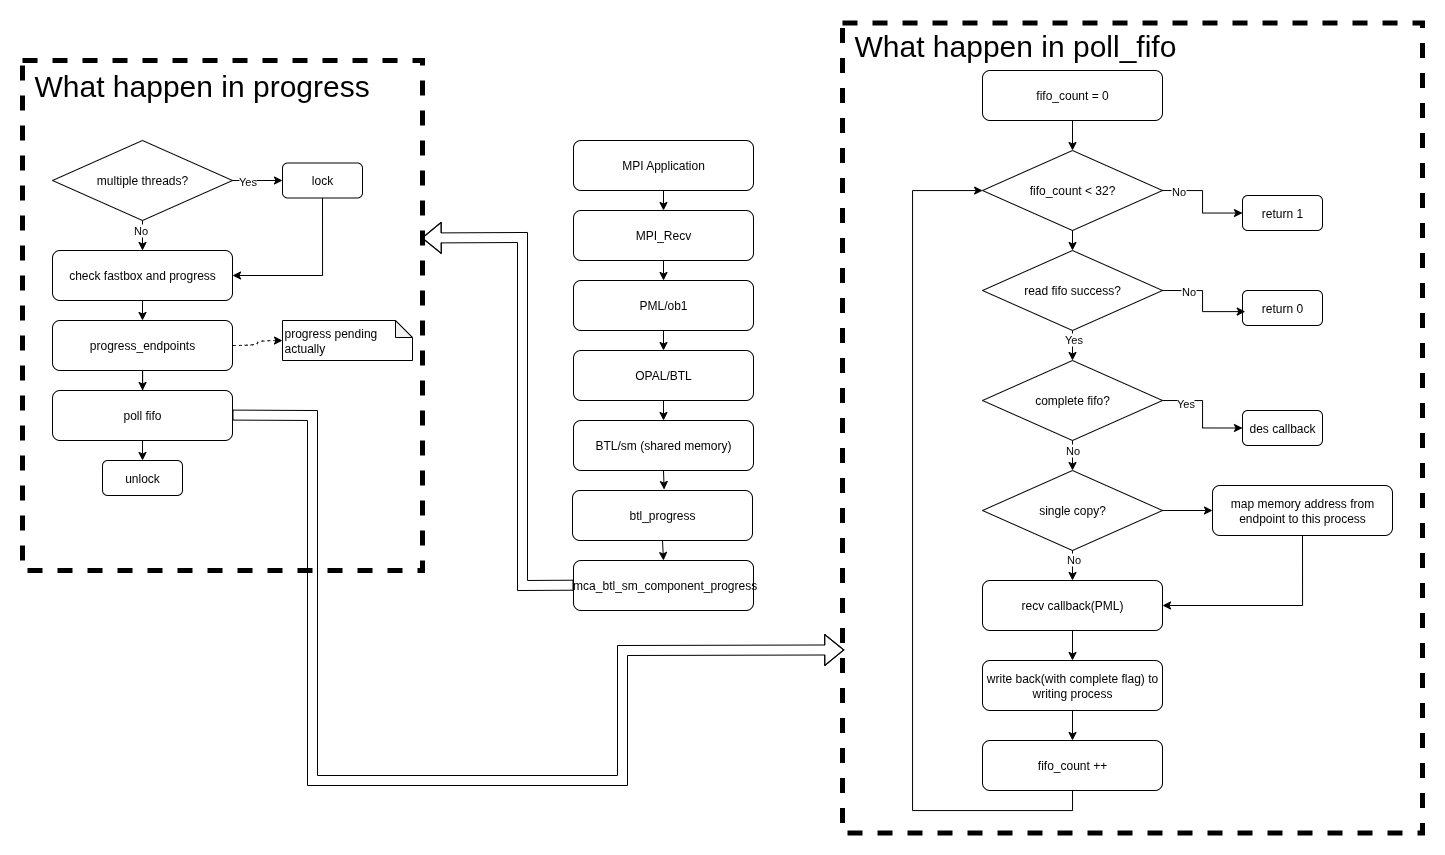 What happen in progress
multiple threads?
Yes
lock
No
check fastbox and progress
progress_endpoints
progress pending
actually
poll fifo
unlock
MPI Application
MPI_Recv
PML/ob1
OPAL/BTL
BTL/sm (shared memory)
btl_progress
mca_btl_sm_component_progress
What happen in poll_fifo
fifo_count = 0
fifo_count < 32?
No
return 1
read fifo success?
No
return 0
Yes
complete fifo?
Yes
des callback
No
single copy?
map memory address from
endpoint to this process
No
recv callback(PML)
write back(with complete flag) to
writing process
fifo_count ++